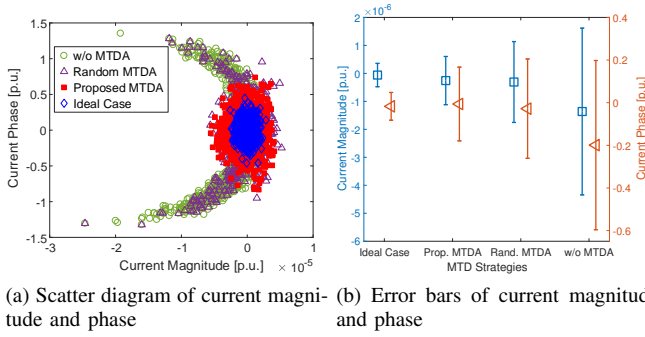 1.5
1
0.5
0
-0.5
-1
-1.5
Current Phase [p.u.]
w/o MTDA
Random MTDA
Proposed MTDA
Ideal Case
-3 -2 -1 0 1
Current Magnitude [p.u.] × 10^-5
2 ×10^-6
1
0
-1
-2
-3
-4
-5
-6
Current Magnitude [p.u.]
0.4
0.2
0
-0.2
-0.4
-0.6
Current Phase [p.u.]
Ideal Case Prop. MTDA Rand. MTDA w/o MTDA
MTD Strategies
(a) Scatter diagram of current magni-
tude and phase
(b) Error bars of current magnitud
and phase